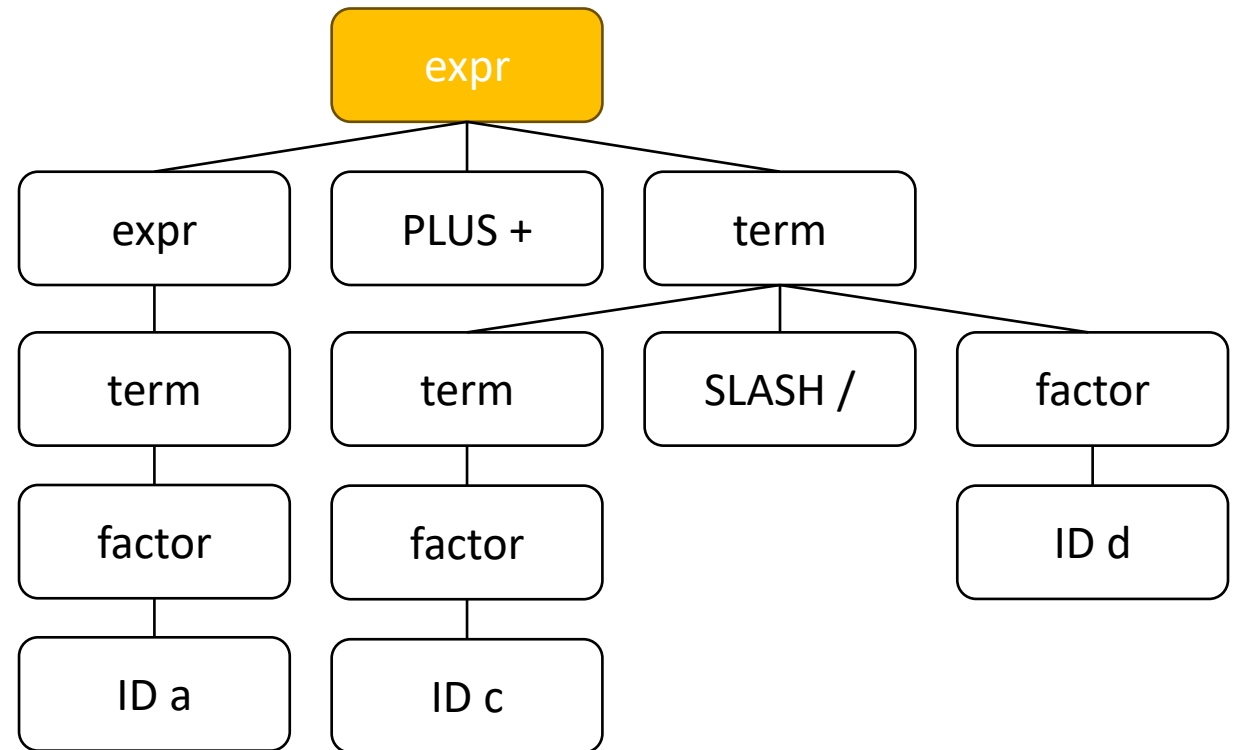 expr
expr
PLUS +
term
term
term
SLASH /
factor
factor
factor
ID d
ID a
ID c